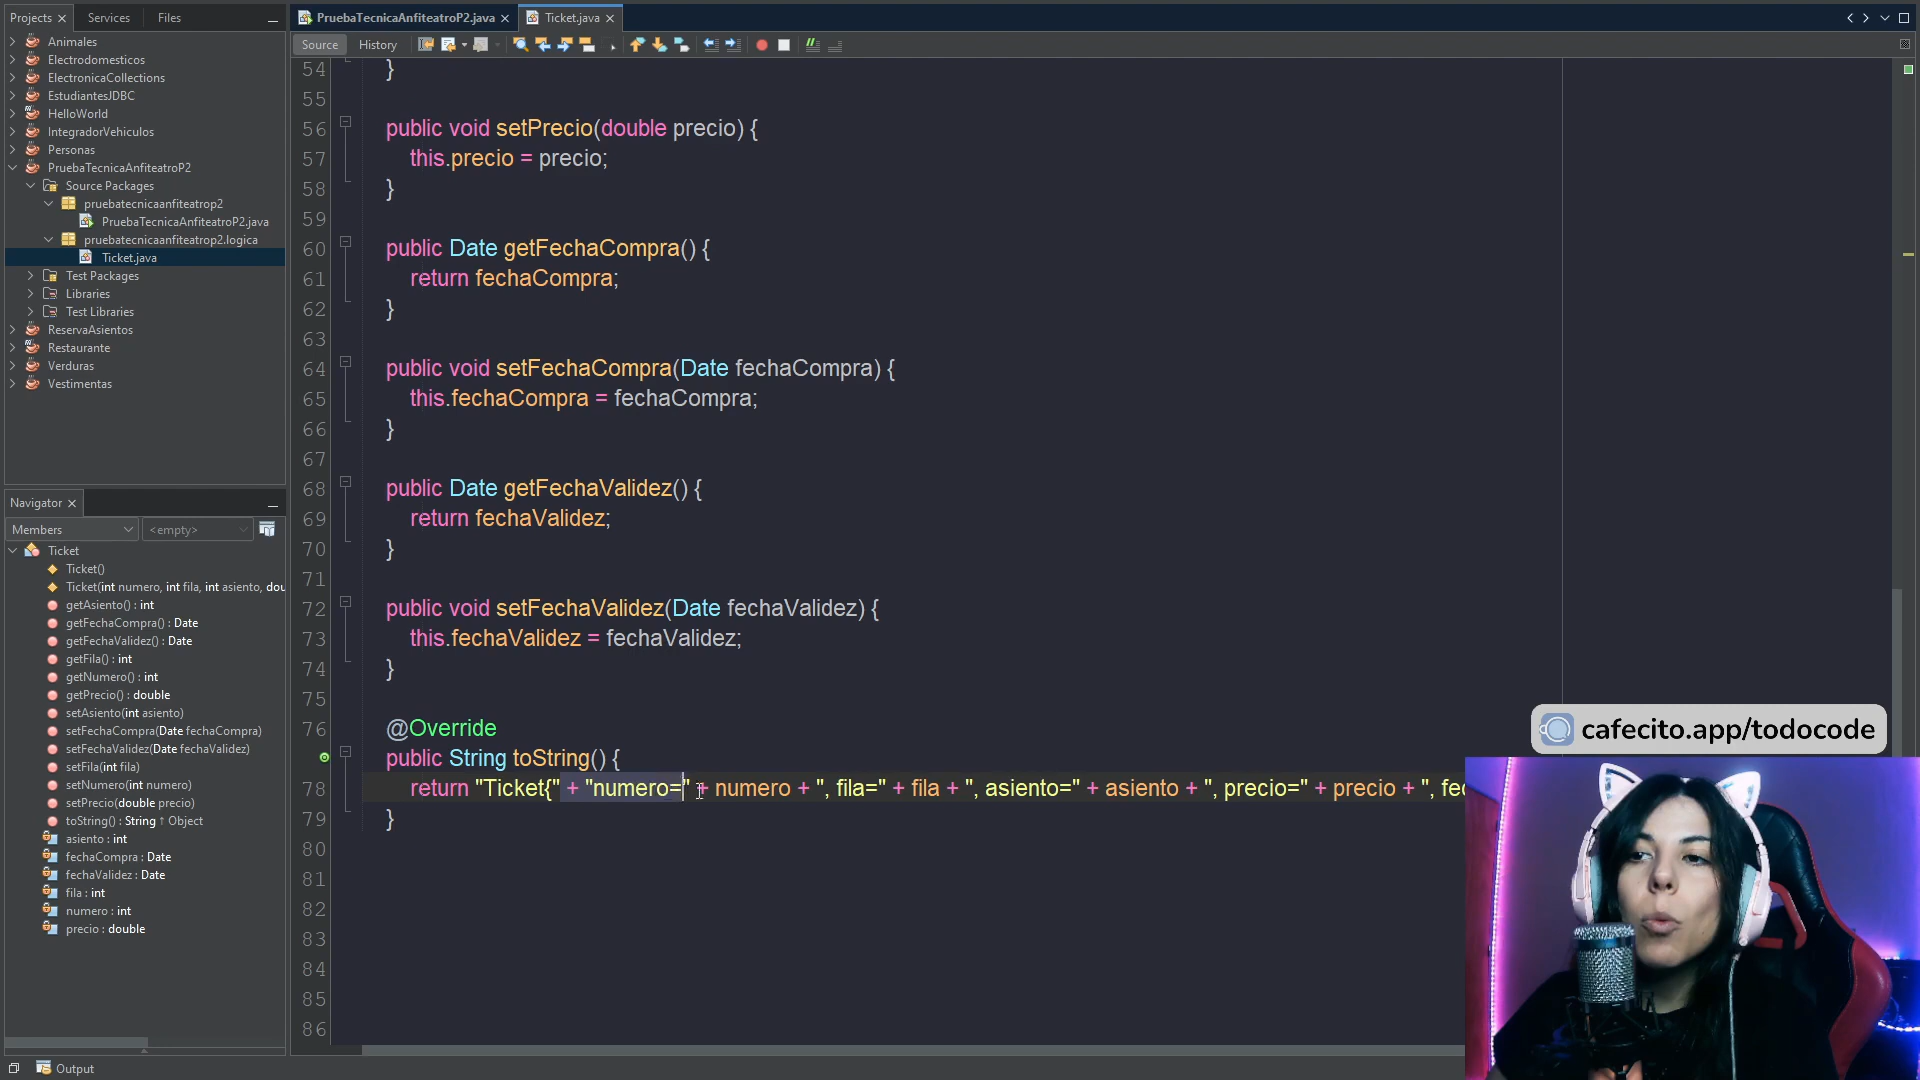 Projects
Services
Files
Animales
Electrodomesticos
ElectronicaCollections
EstudiantesJDBC
HelloWorld
IntegradorVehiculos
Personas
PruebaTecnicaAnfiteatroP2
Source Packages
pruebatecnicaanfiteatrop2
PruebaTecnicaAnfiteatroP2.java
pruebatecnicaanfiteatrop2.logica
Ticket.java
Test Packages
Libraries
Test Libraries
ReservaAsientos
Restaurante
Verduras
Vestimentas
Navigator
Members
<empty>
Ticket
Ticket()
Ticket(int numero, int fila, int asiento, dou
getAsiento() : int
getFechaCompra() : Date
getFechaValidez() : Date
getFila() : int
getNumero() : int
getPrecio() : double
setAsiento(int asiento)
setFechaCompra(Date fechaCompra)
setFechaValidez(Date fechaValidez)
setFila(int fila)
setNumero(int numero)
setPrecio(double precio)
toString() : String ↑ Object
asiento : int
fechaCompra : Date
fechaValidez : Date
fila : int
numero : int
precio : double
Output
PruebaTecnicaAnfiteatroP2.java
Ticket.java
Source
History
54 }
55
56 public void setPrecio(double precio) {
57 this.precio = precio;
58 }
59
60 public Date getFechaCompra() {
61 return fechaCompra;
62 }
63
64 public void setFechaCompra(Date fechaCompra) {
65 this.fechaCompra = fechaCompra;
66 }
67
68 public Date getFechaValidez() {
69 return fechaValidez;
70 }
71
72 public void setFechaValidez(Date fechaValidez) {
73 this.fechaValidez = fechaValidez;
74 }
75
76 @Override
public String toString() {
78 return "Ticket{" + "numero=" + numero + ", fila=" + fila + ", asiento=" + asiento + ", precio=" + precio + ", fec
79 }
80
81
82
83
84
85
86
cafecito.app/todocode